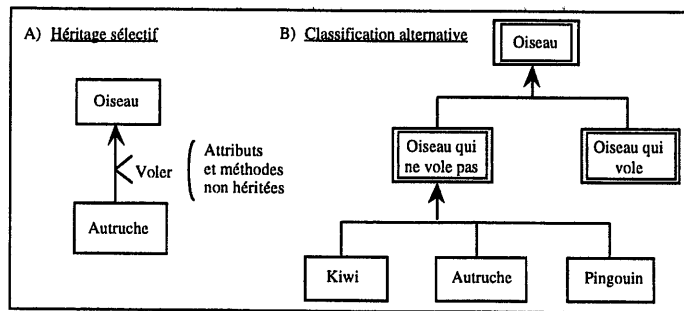 A) Héritage sélectif
Oiseau
Voler
Attributs
et méthodes
non héritées
Autruche
B) Classification alternative
Oiseau
Oiseau qui
ne vole pas
Oiseau qui
vole
Kiwi
Autruche
Pingouin